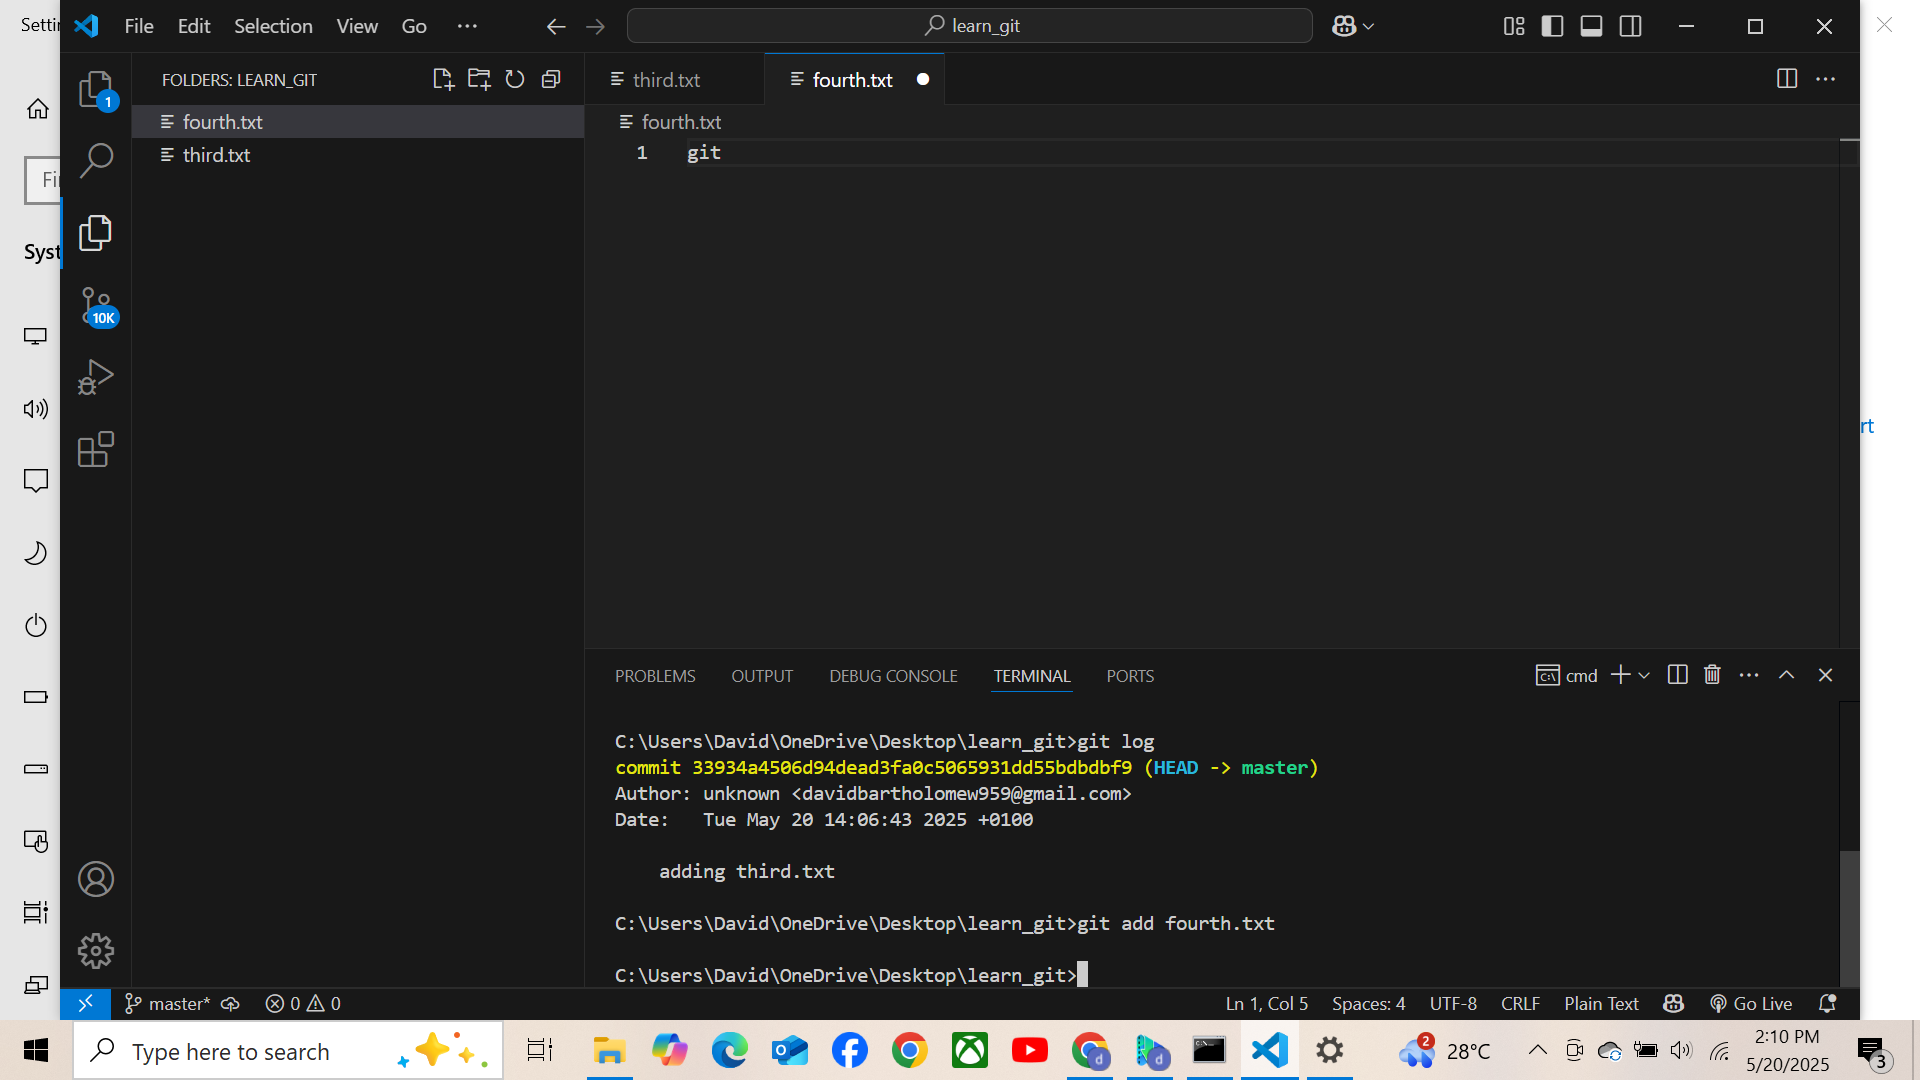 Setti
File Edit Selection View Go
learn_git
FOLDERS: LEARN_GIT
third.txt
fourth.txt
1
fourth.txt
third.txt
fourth.txt
1 git
Fi
Syst
10K
rt
PROBLEMS OUTPUT DEBUG CONSOLE TERMINAL PORTS
cmd
C:\Users\David\OneDrive\Desktop\learn_git>git log
commit 33934a4506d94dead3fa0c5065931dd55bdbdbf9 (HEAD -> master)
Author: unknown <davidbartholomew959@gmail.com>
Date:   Tue May 20 14:06:43 2025 +0100
adding third.txt
C:\Users\David\OneDrive\Desktop\learn_git>git add fourth.txt
C:\Users\David\OneDrive\Desktop\learn_git>
master* 0 0
Ln 1, Col 5 Spaces: 4 UTF-8 CRLF Plain Text Go Live
Type here to search
d
d
2
28°C
2:10 PM
5/20/2025
3